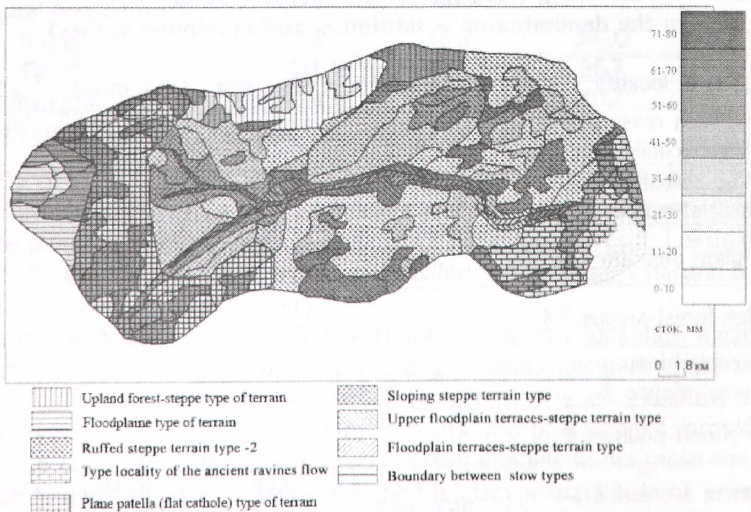 71-80
61-70
51-60
41-50
31-40
21-30
11-20
0-10
сток, мм
0 1,8 км
Upland forest-steppe type of terrain
Floodplaine type of terrain
Ruffed steppe terrain type -2
Type locality of the ancient ravines flow
Plane patella (flat cathole) type of terrain
Sloping steppe terrain type
Upper floodplain terraces-steppe terrain type
Floodplain terraces-steppe terrain type
Boundary between stow types